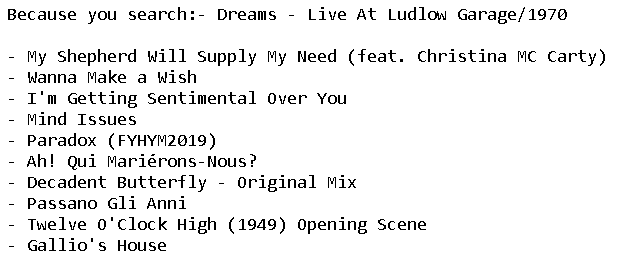 Because you search:- Dreams - Live At Ludlow Garage/1970
- My Shepherd Will Supply My Need (feat. Christina MC Carty)
- Wanna Make a Wish
- I'm Getting Sentimental Over You
- Mind Issues
- Paradox (FYHYM2019)
- Ah! Qui Mariérons-Nous?
- Decadent Butterfly - Original Mix
- Passano Gli Anni
- Twelve O'Clock High (1949) Opening Scene
- Gallio's House